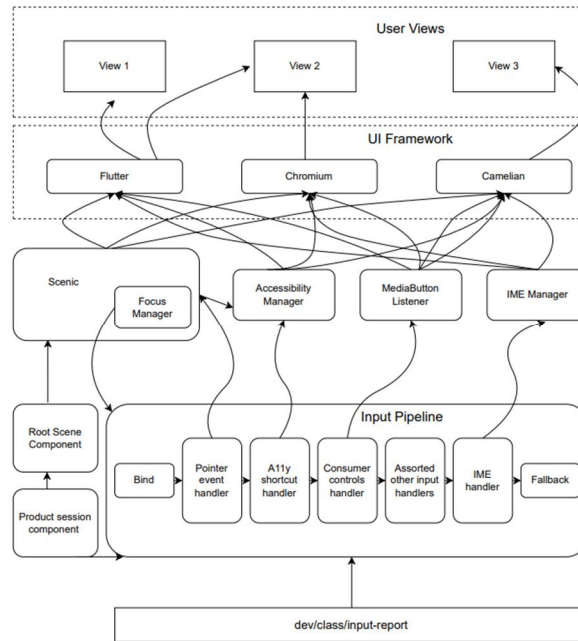 User Views
View 1
View 2
View 3
UI Framework
Flutter
Chromium
Camelian
Scenic
Focus
Manager
Accessibility
Manager
MediaButton
Listener
IME Manager
Root Scene
Component
Product session
component
Input Pipeline
Bind
Pointer
event
handler
A11y
shortcut
handler
Consumer
controls
handler
Assorted
other input
handlers
IME
handler
Fallback
dev/class/input-report